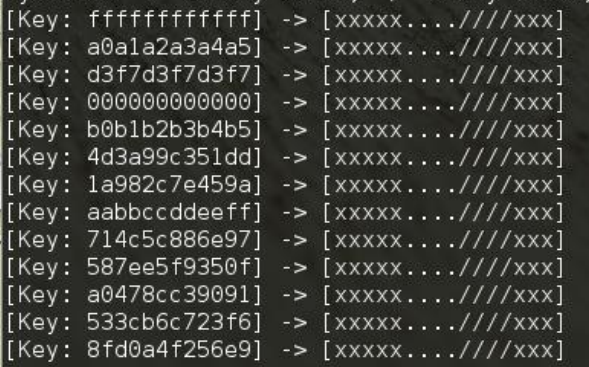 [Key: ffffffffffff] -> [xxxxx....////xxx]
[Key: a0a1a2a3a4a5] -> [xxxxx....////xxx]
[Key: d3f7d3f7d3f7] -> [xxxxx....////xxx]
[Key: 000000000000] -> [xxxxx....////xxx]
[Key: b0b1b2b3b4b5] -> [xxxxx....////xxx]
[Key: 4d3a99c351dd] -> [xxxxx....////xxx]
[Key: 1a982c7e459a] -> [xxxxx....////xxx]
[Key: aabbccddeeff] -> [xxxxx....////xxx]
[Key: 714c5c886e97] -> [xxxxx....////xxx]
[Key: 587ee5f9350f] -> [xxxxx....////xxx]
[Key: a0478cc39091] -> [xxxxx....////xxx]
[Key: 533cb6c723f6] -> [xxxxx....////xxx]
[Key: 8fd0a4f256e9] -> [xxxxx....////xxx]